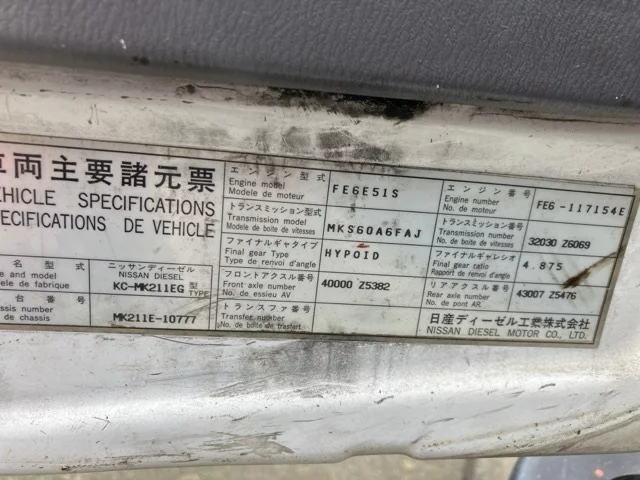 車両主要諸元票
VEHICLE SPECIFICATIONS
SPECIFICATIONS DE VEHICLE
名 型式
and model
de fabrique
ニッサンディーゼル
NISSAN DIESEL
KC-MK211EG 型 TYPE
台 番 号
number
de chassis
MK211E-10777
エンジン型式
Engine model
Modele de moteur
FE6E51S
エンジン番号
Engine number
No. de moteur
FE6-117154E
トランスミッション型式
Transmission model
Modele de boite de vitesses
MKS60A6FAJ
トランスミッション番号
Transmission number
No. de boite de vitesses
32030 Z6069
ファイナルギヤタイプ
Final gear Type
Type de renvoi d'angle
HYPOID
ファイナルギヤレシオ
Final gear ratio
Rapport de renvoi d'angle
4.875
フロントアクスル番号
Front axle number
No. de essieu AV
40000 Z5382
リヤアクスル番号
Rear axle number
No. de pont AR
43007 Z5476
トランスファ番号
Transfer number
No. de boite de trasfert
日産ディーゼル工業株式会社
NISSAN DIESEL MOTOR CO., LTD.